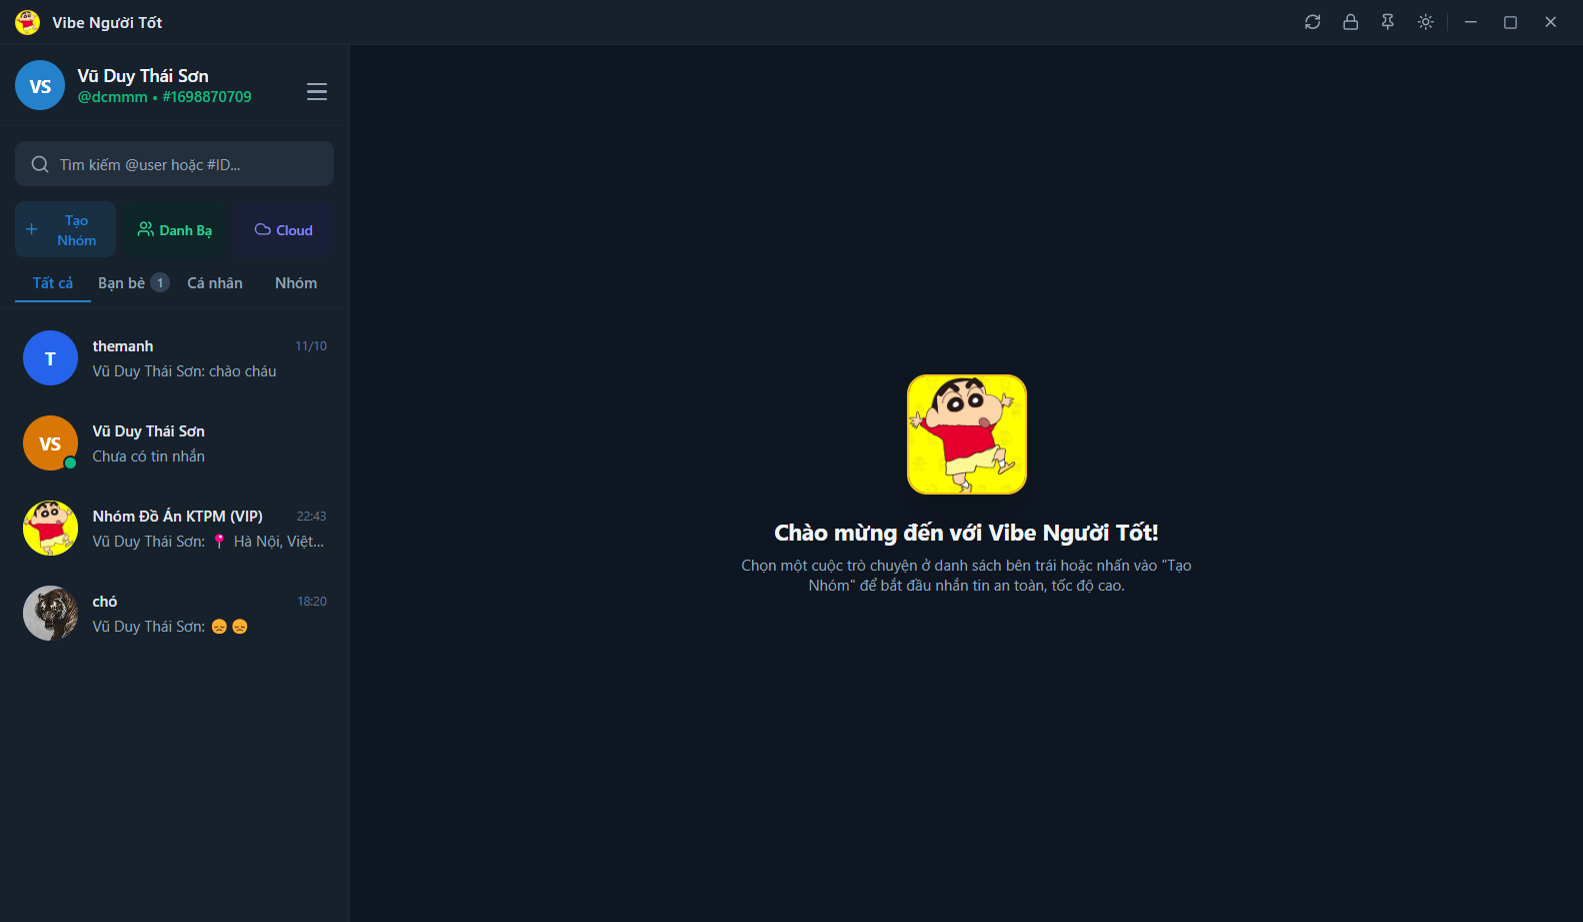 Vibe Người Tốt
VS
Vũ Duy Thái Sơn
@dcmmm • #1698870709
Tìm kiếm @user hoặc #ID...
+ Tạo
Nhóm
Danh Bạ
Cloud
Tất cả
Bạn bè 1
Cá nhân
Nhóm
T
themanh
11/10
Vũ Duy Thái Sơn: chào cháu
VS
Vũ Duy Thái Sơn
Chưa có tin nhắn
Nhóm Đồ Án KTPM (VIP)
22:43
Vũ Duy Thái Sơn: 📍 Hà Nội, Việt...
chó
18:20
Vũ Duy Thái Sơn: 😞 😞
Chào mừng đến với Vibe Người Tốt!
Chọn một cuộc trò chuyện ở danh sách bên trái hoặc nhấn vào "Tạo
Nhóm" để bắt đầu nhắn tin an toàn, tốc độ cao.